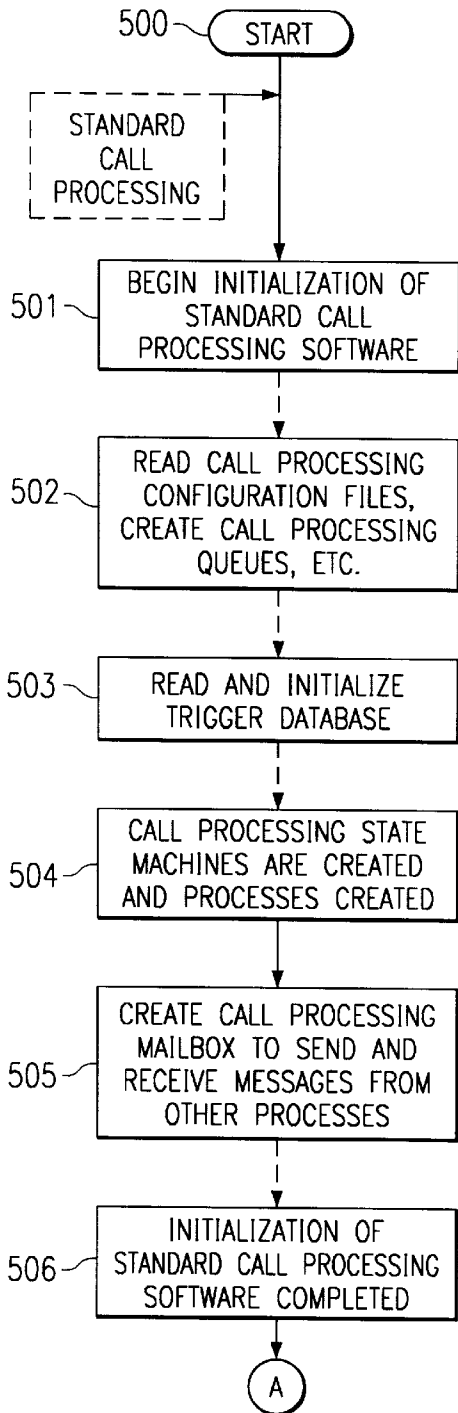 500
START
STANDARD
CALL
PROCESSING
501
BEGIN INITIALIZATION OF
STANDARD CALL
PROCESSING SOFTWARE
502
READ CALL PROCESSING
CONFIGURATION FILES,
CREATE CALL PROCESSING
QUEUES, ETC.
503
READ AND INITIALIZE
TRIGGER DATABASE
504
CALL PROCESSING STATE
MACHINES ARE CREATED
AND PROCESSES CREATED
505
CREATE CALL PROCESSING
MAILBOX TO SEND AND
RECEIVE MESSAGES FROM
OTHER PROCESSES
506
INITIALIZATION OF
STANDARD CALL PROCESSING
SOFTWARE COMPLETED
A